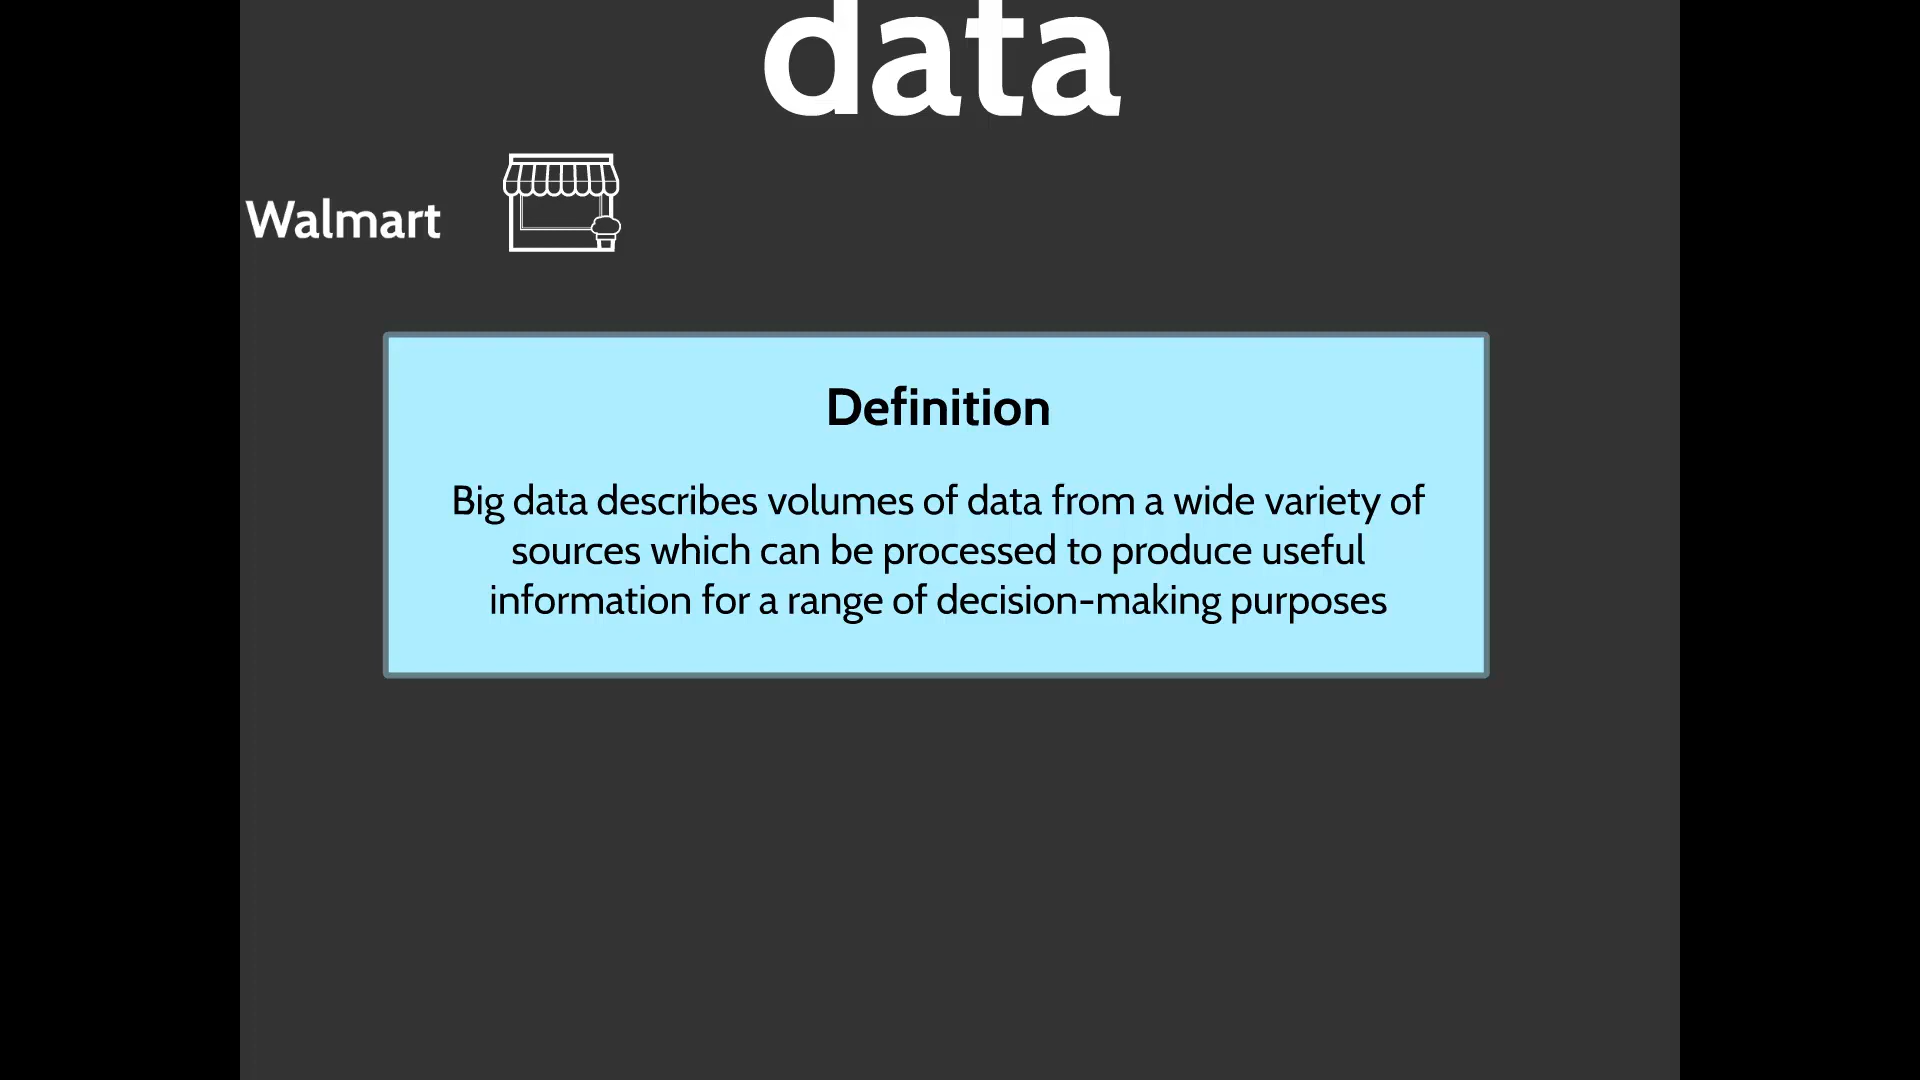 data
Walmart
Definition
Big data describes volumes of data from a wide variety of
sources which can be processed to produce useful
information for a range of decision-making purposes